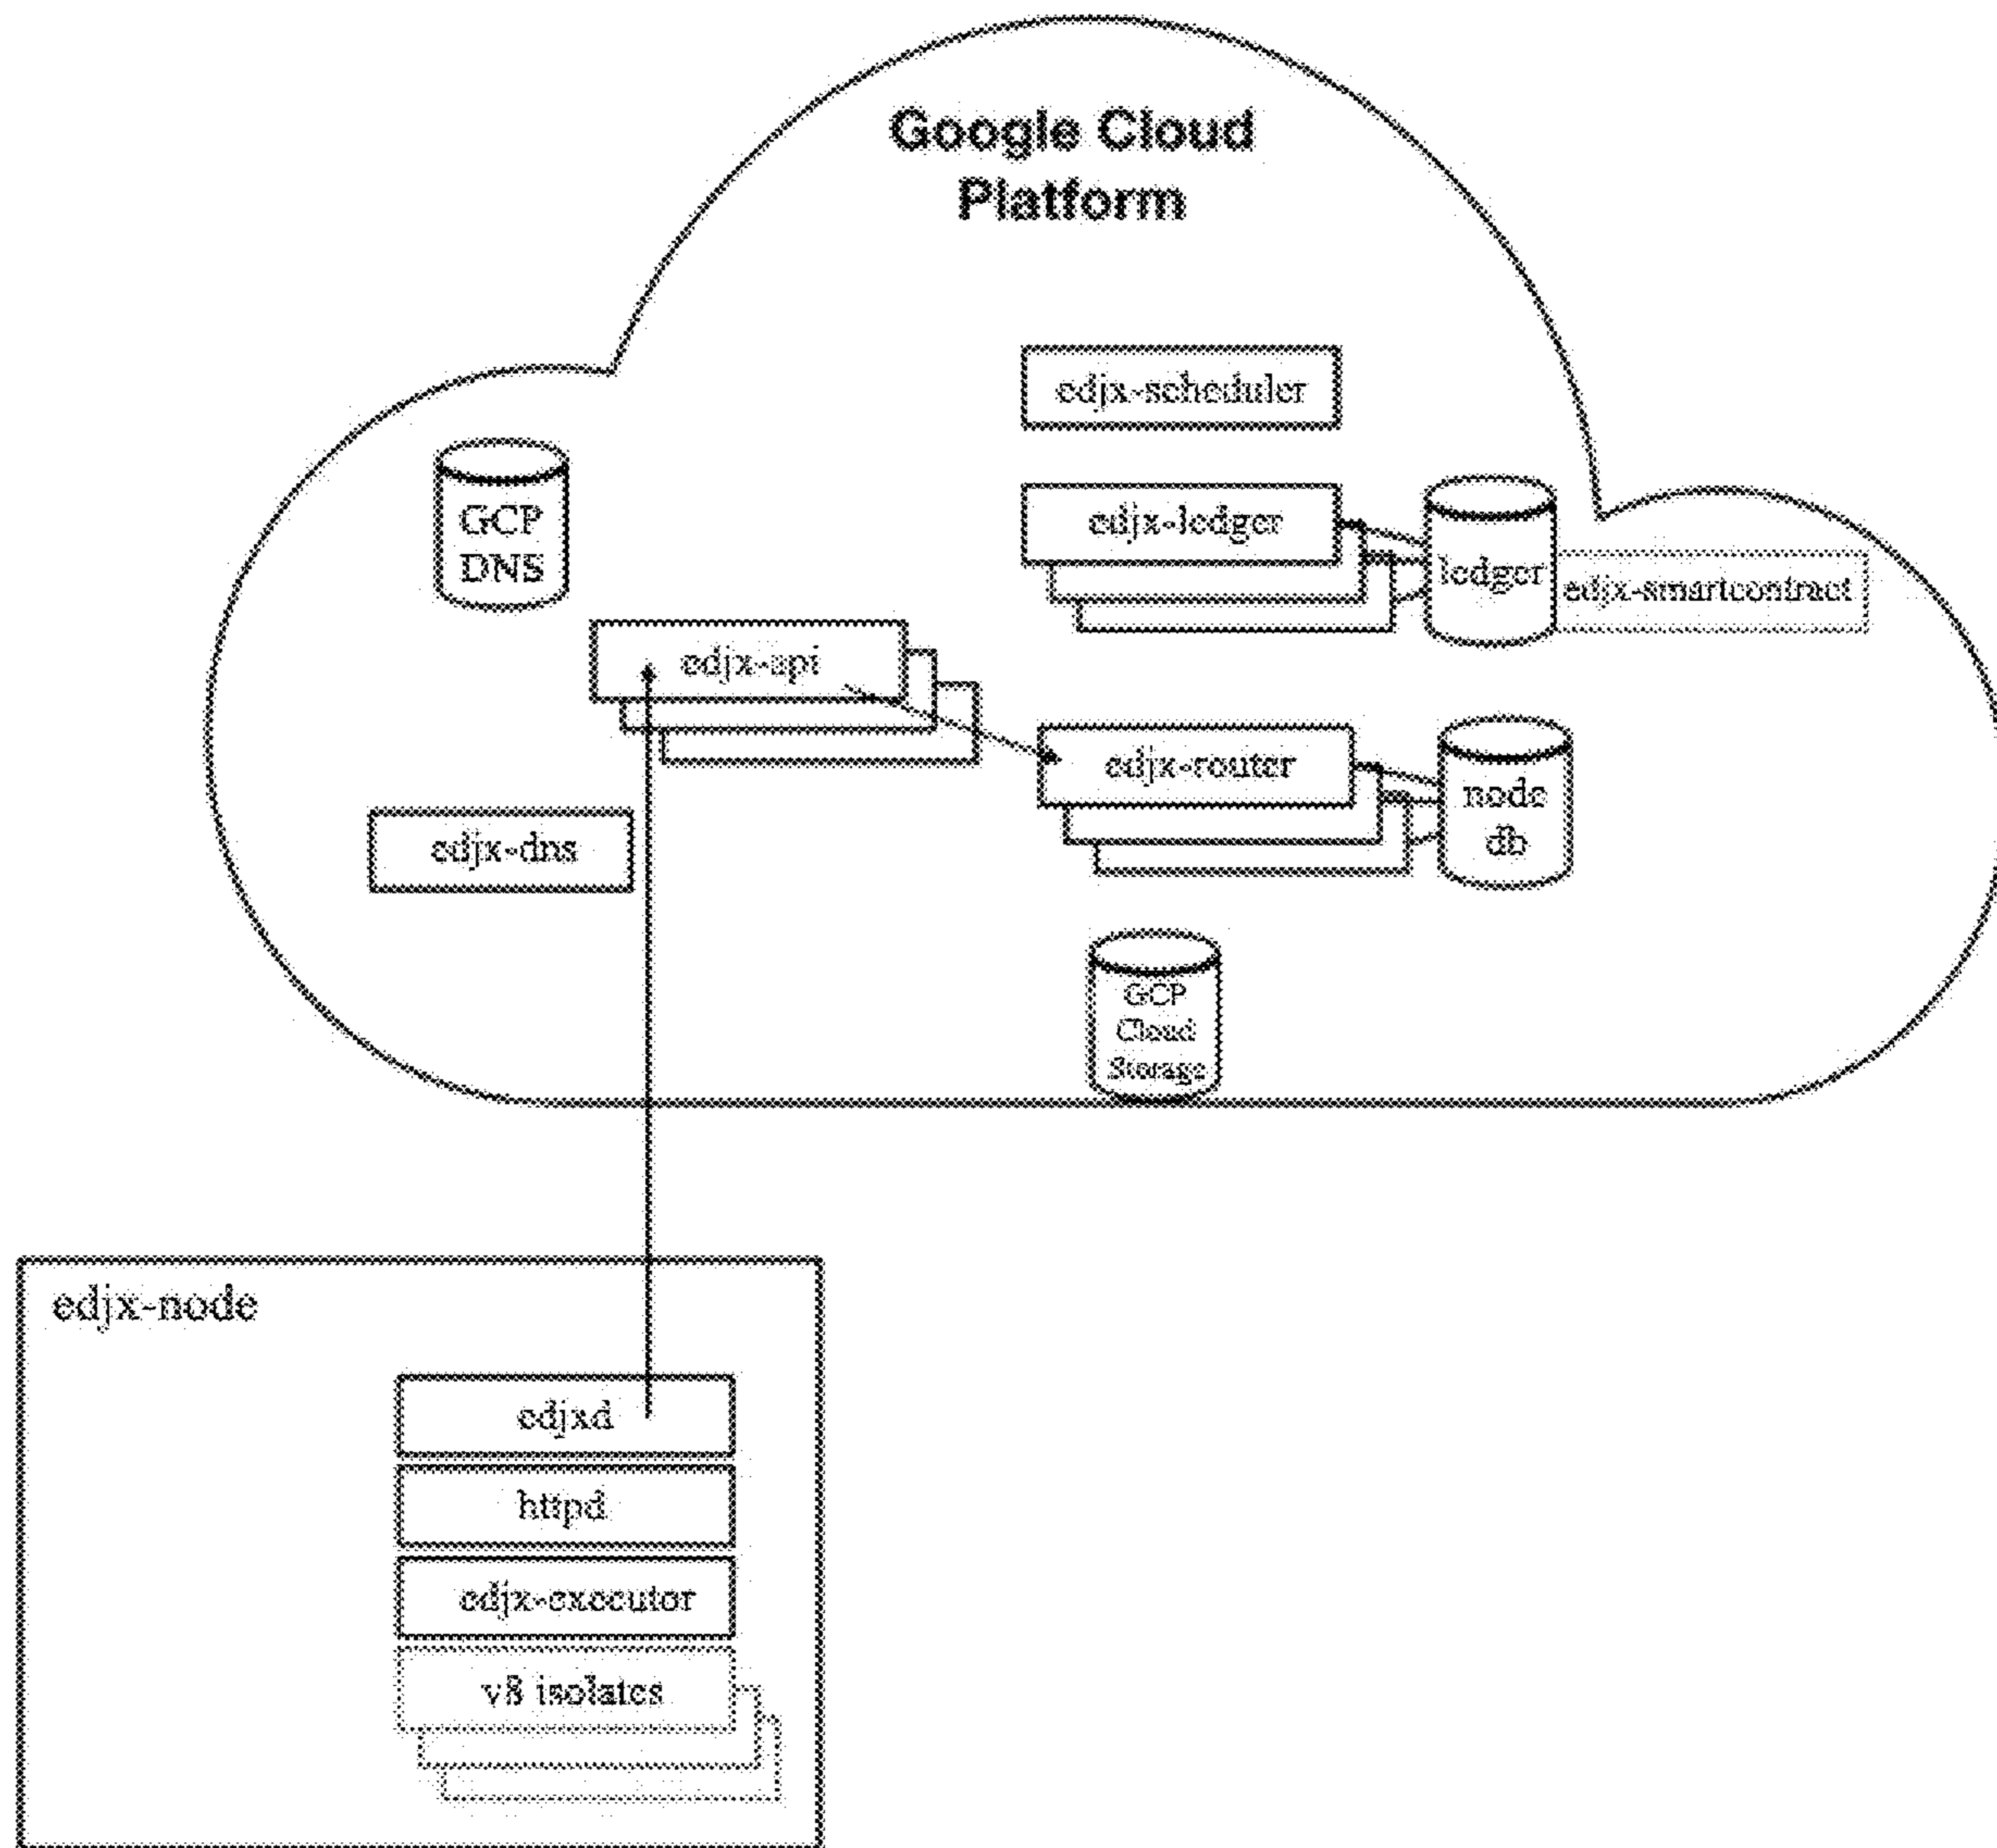 Google Cloud
Platform
edjx-scheduler
GCP
DNS
edjx-ledger
ledger
edjx-smartcontract
edjx-api
edjx-router
node
db
edjx-dns
GCP
Cloud
Storage
edjx-node
edjxd
httpd
edjx-executor
v8 isolates